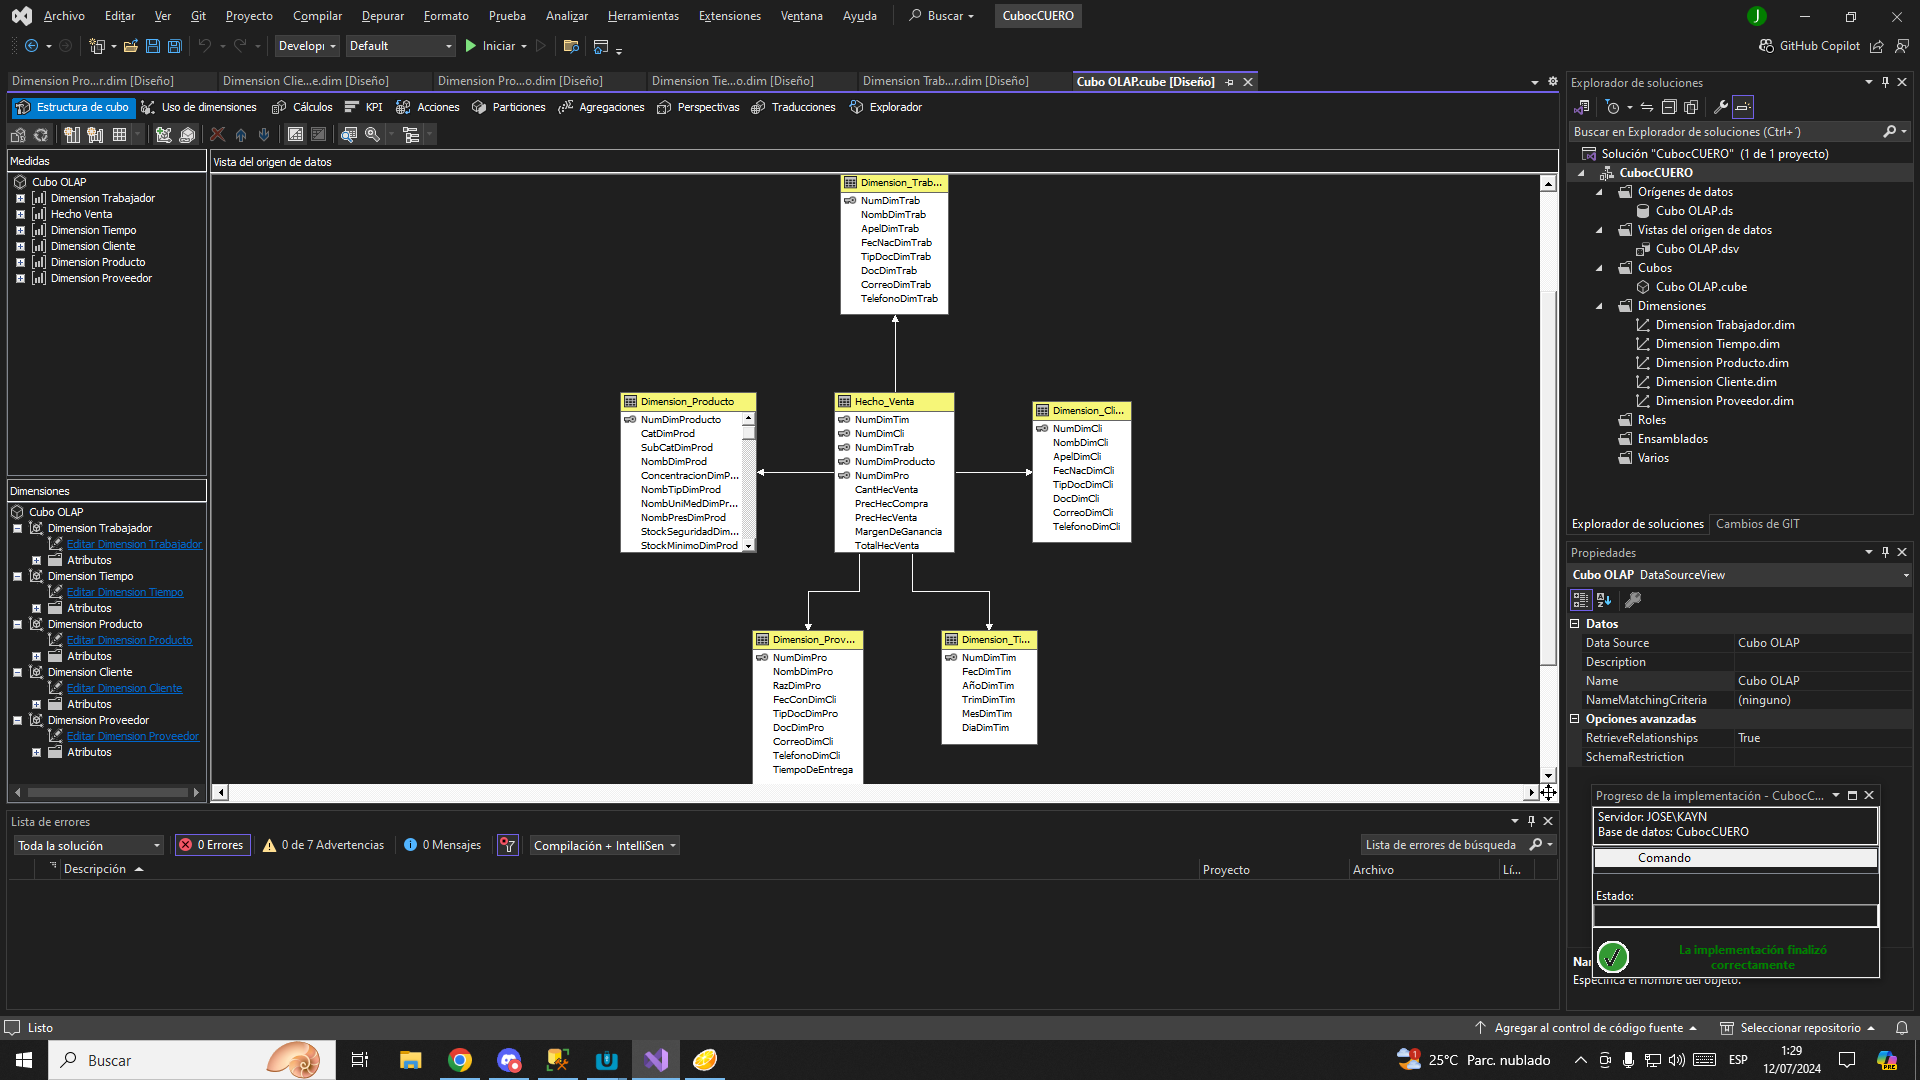 Archivo Editar Ver Git Proyecto Compilar Depurar Formato Prueba Analizar Herramientas Extensiones Ventana Ayuda Buscar CubocCUERO J
Developı Default Iniciar GitHub Copilot
Dimension Pro...r.dim [Diseño] Dimension Clie...e.dim [Diseño] Dimension Pro...o.dim [Diseño] Dimension Tie...o.dim [Diseño] Dimension Trab...r.dim [Diseño] Cubo OLAP.cube [Diseño]
Estructura de cubo Uso de dimensiones Cálculos KPI Acciones Particiones Agregaciones Perspectivas Traducciones Explorador
Medidas
Cubo OLAP
Dimension Trabajador
Hecho Venta
Dimension Tiempo
Dimension Cliente
Dimension Producto
Dimension Proveedor
Dimensiones
Cubo OLAP
Dimension Trabajador
Editar Dimension Trabajador
Atributos
Dimension Tiempo
Editar Dimension Tiempo
Atributos
Dimension Producto
Editar Dimension Producto
Atributos
Dimension Cliente
Editar Dimension Cliente
Atributos
Dimension Proveedor
Editar Dimension Proveedor
Atributos
Vista del origen de datos
Dimension_Trab...
NumDimTrab
NombDimTrab
ApelDimTrab
FecNacDimTrab
TipDocDimTrab
DocDimTrab
CorreoDimTrab
TelefonoDimTrab
Dimension_Producto
NumDimProducto
CatDimProd
SubCatDimProd
NombDimProd
ConcentracionDimP...
NombTipDimProd
NombUniMedDimPr...
NombPresDimProd
StockSeguridadDim...
StockMinimoDimProd
Hecho_Venta
NumDimTim
NumDimCli
NumDimTrab
NumDimProducto
NumDimPro
CantHecVenta
PrecHecCompra
PrecHecVenta
MargenDeGanancia
TotalHecVenta
Dimension_Cli...
NumDimCli
NombDimCli
ApelDimCli
FecNacDimCli
TipDocDimCli
DocDimCli
CorreoDimCli
TelefonoDimCli
Dimension_Prov...
NumDimPro
NombDimPro
RazDimPro
FecConDimCli
TipDocDimPro
DocDimPro
CorreoDimCli
TelefonoDimCli
TiempoDeEntrega
Dimension_Ti...
NumDimTim
FecDimTim
AñoDimTim
TrimDimTim
MesDimTim
DiaDimTim
Explorador de soluciones
Buscar en Explorador de soluciones (Ctrl+´)
Solución "CubocCUERO" (1 de 1 proyecto)
CubocCUERO
Orígenes de datos
Cubo OLAP.ds
Vistas del origen de datos
Cubo OLAP.dsv
Cubos
Cubo OLAP.cube
Dimensiones
Dimension Trabajador.dim
Dimension Tiempo.dim
Dimension Producto.dim
Dimension Cliente.dim
Dimension Proveedor.dim
Roles
Ensamblados
Varios
Explorador de soluciones Cambios de GIT
Propiedades
Cubo OLAP DataSourceView
Datos
Data Source Cubo OLAP
Description
Name Cubo OLAP
NameMatchingCriteria (ninguno)
Opciones avanzadas
RetrieveRelationships True
SchemaRestriction
Progreso de la implementación - CubocC...
Servidor: JOSE\KAYN
Base de datos: CubocCUERO
Comando
Estado:
La implementación finalizó
correctamente
Especifica el nombre del objeto.
Lista de errores
Toda la solución 0 Errores 0 de 7 Advertencias 0 Mensajes Compilación + IntelliSen Lista de errores de búsqueda
Descripción Proyecto Archivo Lí...
Listo Agregar al control de código fuente Seleccionar repositorio
Buscar 25°C Parc. nublado ESP 1:29
12/07/2024